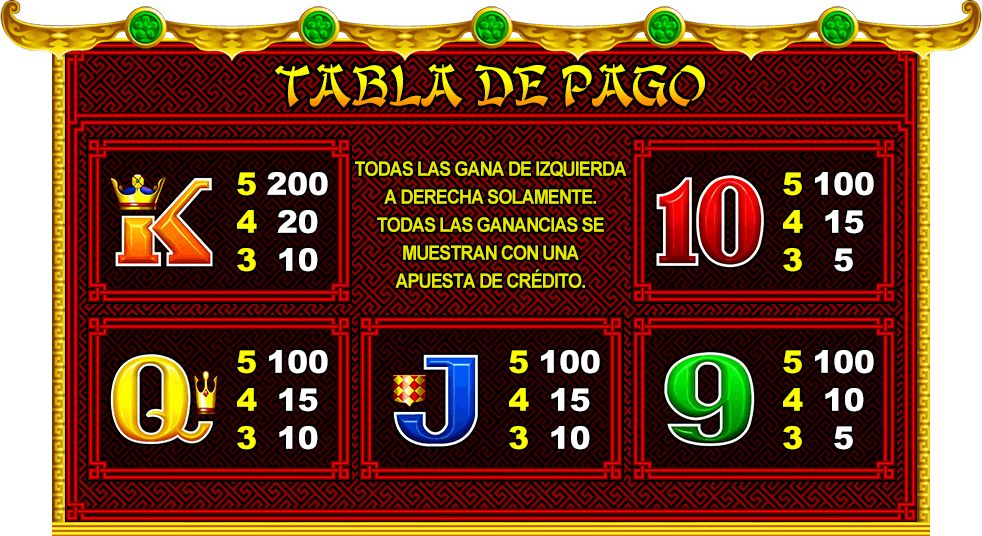 TABLA DE PAGO
K
5 200
4 20
3 10
TODAS LAS GANA DE IZQUIERDA
A DERECHA SOLAMENTE.
TODAS LAS GANANCIAS SE
MUESTRAN CON UNA
APUESTA DE CRÉDITO.
10
5 100
4 15
3 5
Q
5 100
4 15
3 10
J
5 100
4 15
3 10
9
5 100
4 10
3 5